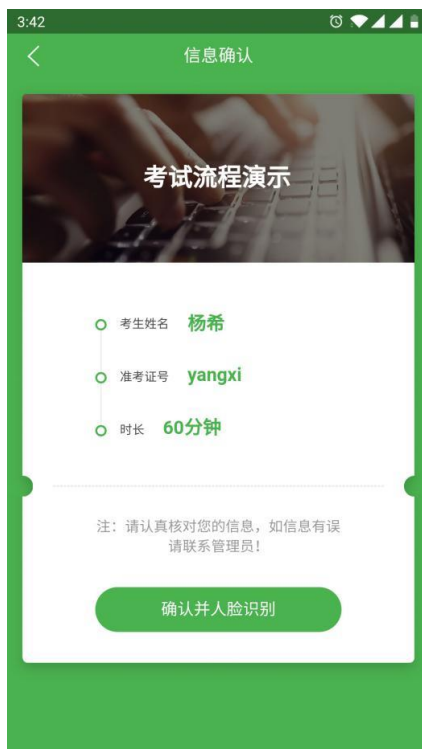 3:42
信息确认
考试流程演示
考生姓名 杨希
准考证号 yangxi
时长 60分钟
注：请认真核对您的信息，如信息有误
请联系管理员！
确认并人脸识别